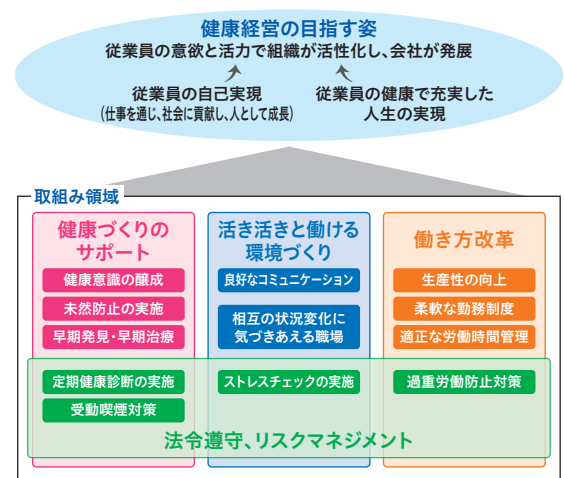 健康経営の目指す姿
従業員の意欲と活力で組織が活性化し、会社が発展
従業員の自己実現
(仕事を通じ、社会に貢献し、人として成長)
従業員の健康で充実した
人生の実現
取組み領域
健康づくりの
サポート
健康意識の醸成
未然防止の実施
早期発見・早期治療
定期健康診断の実施
受動喫煙対策
活き活きと働ける
環境づくり
良好なコミュニケーション
相互の状況変化に
気づきあえる職場
ストレスチェックの実施
働き方改革
生産性の向上
柔軟な勤務制度
適正な労働時間管理
過重労働防止対策
法令遵守、リスクマネジメント